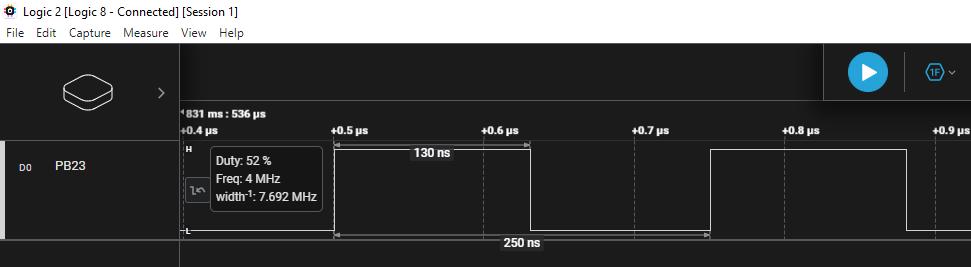 Logic 2 [Logic 8 - Connected] [Session 1]
File Edit Capture Measure View Help
1F
831 ms : 536 µs
+0.4 µs +0.5 µs +0.6 µs +0.7 µs +0.8 µs +0.9 µs
D0 PB23
H
130 ns
Duty: 52 %
Freq: 4 MHz
width-1: 7.692 MHz
L
250 ns